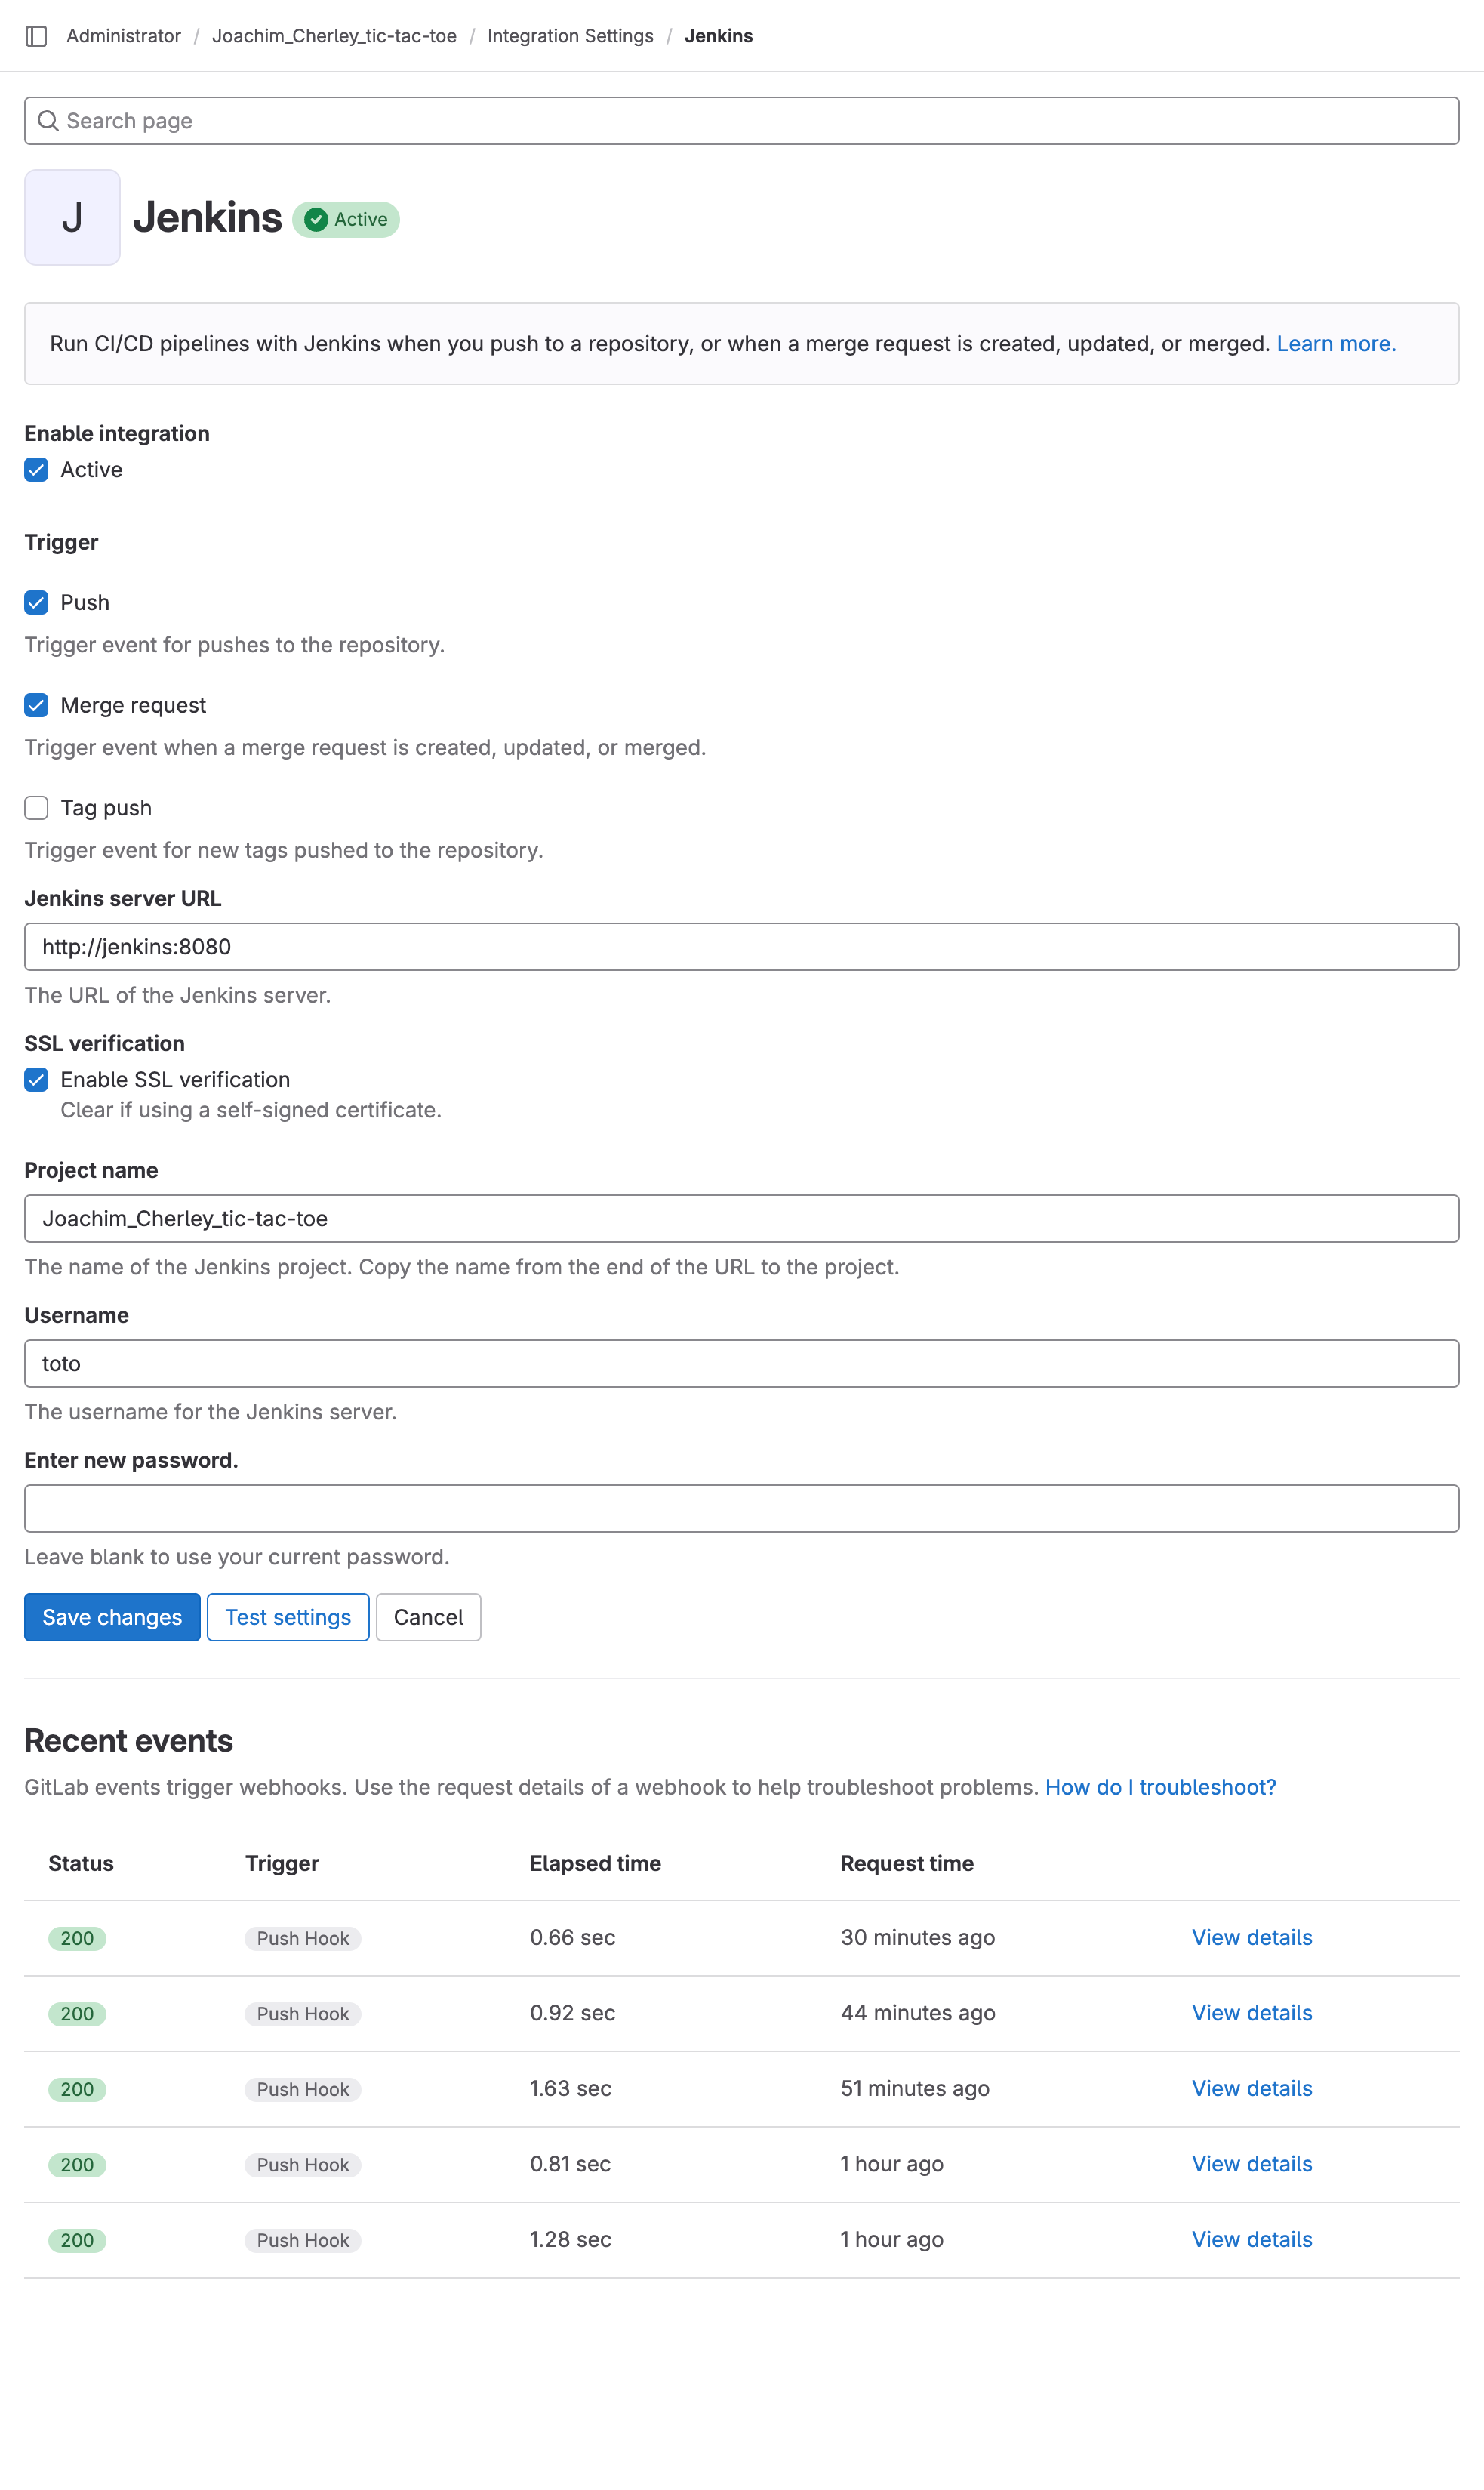 Administrator / Joachim_Cherley_tic-tac-toe / Integration Settings / Jenkins
Search page
J
Jenkins Active
Run CI/CD pipelines with Jenkins when you push to a repository, or when a merge request is created, updated, or merged. Learn more.
Enable integration
Active
Trigger
Push
Trigger event for pushes to the repository.
Merge request
Trigger event when a merge request is created, updated, or merged.
Tag push
Trigger event for new tags pushed to the repository.
Jenkins server URL
http://jenkins:8080
The URL of the Jenkins server.
SSL verification
Enable SSL verification
Clear if using a self-signed certificate.
Project name
Joachim_Cherley_tic-tac-toe
The name of the Jenkins project. Copy the name from the end of the URL to the project.
Username
toto
The username for the Jenkins server.
Enter new password.
Leave blank to use your current password.
Save changes Test settings Cancel
Recent events
GitLab events trigger webhooks. Use the request details of a webhook to help troubleshoot problems. How do I troubleshoot?
Status Trigger Elapsed time Request time
200 Push Hook 0.66 sec 30 minutes ago View details
200 Push Hook 0.92 sec 44 minutes ago View details
200 Push Hook 1.63 sec 51 minutes ago View details
200 Push Hook 0.81 sec 1 hour ago View details
200 Push Hook 1.28 sec 1 hour ago View details